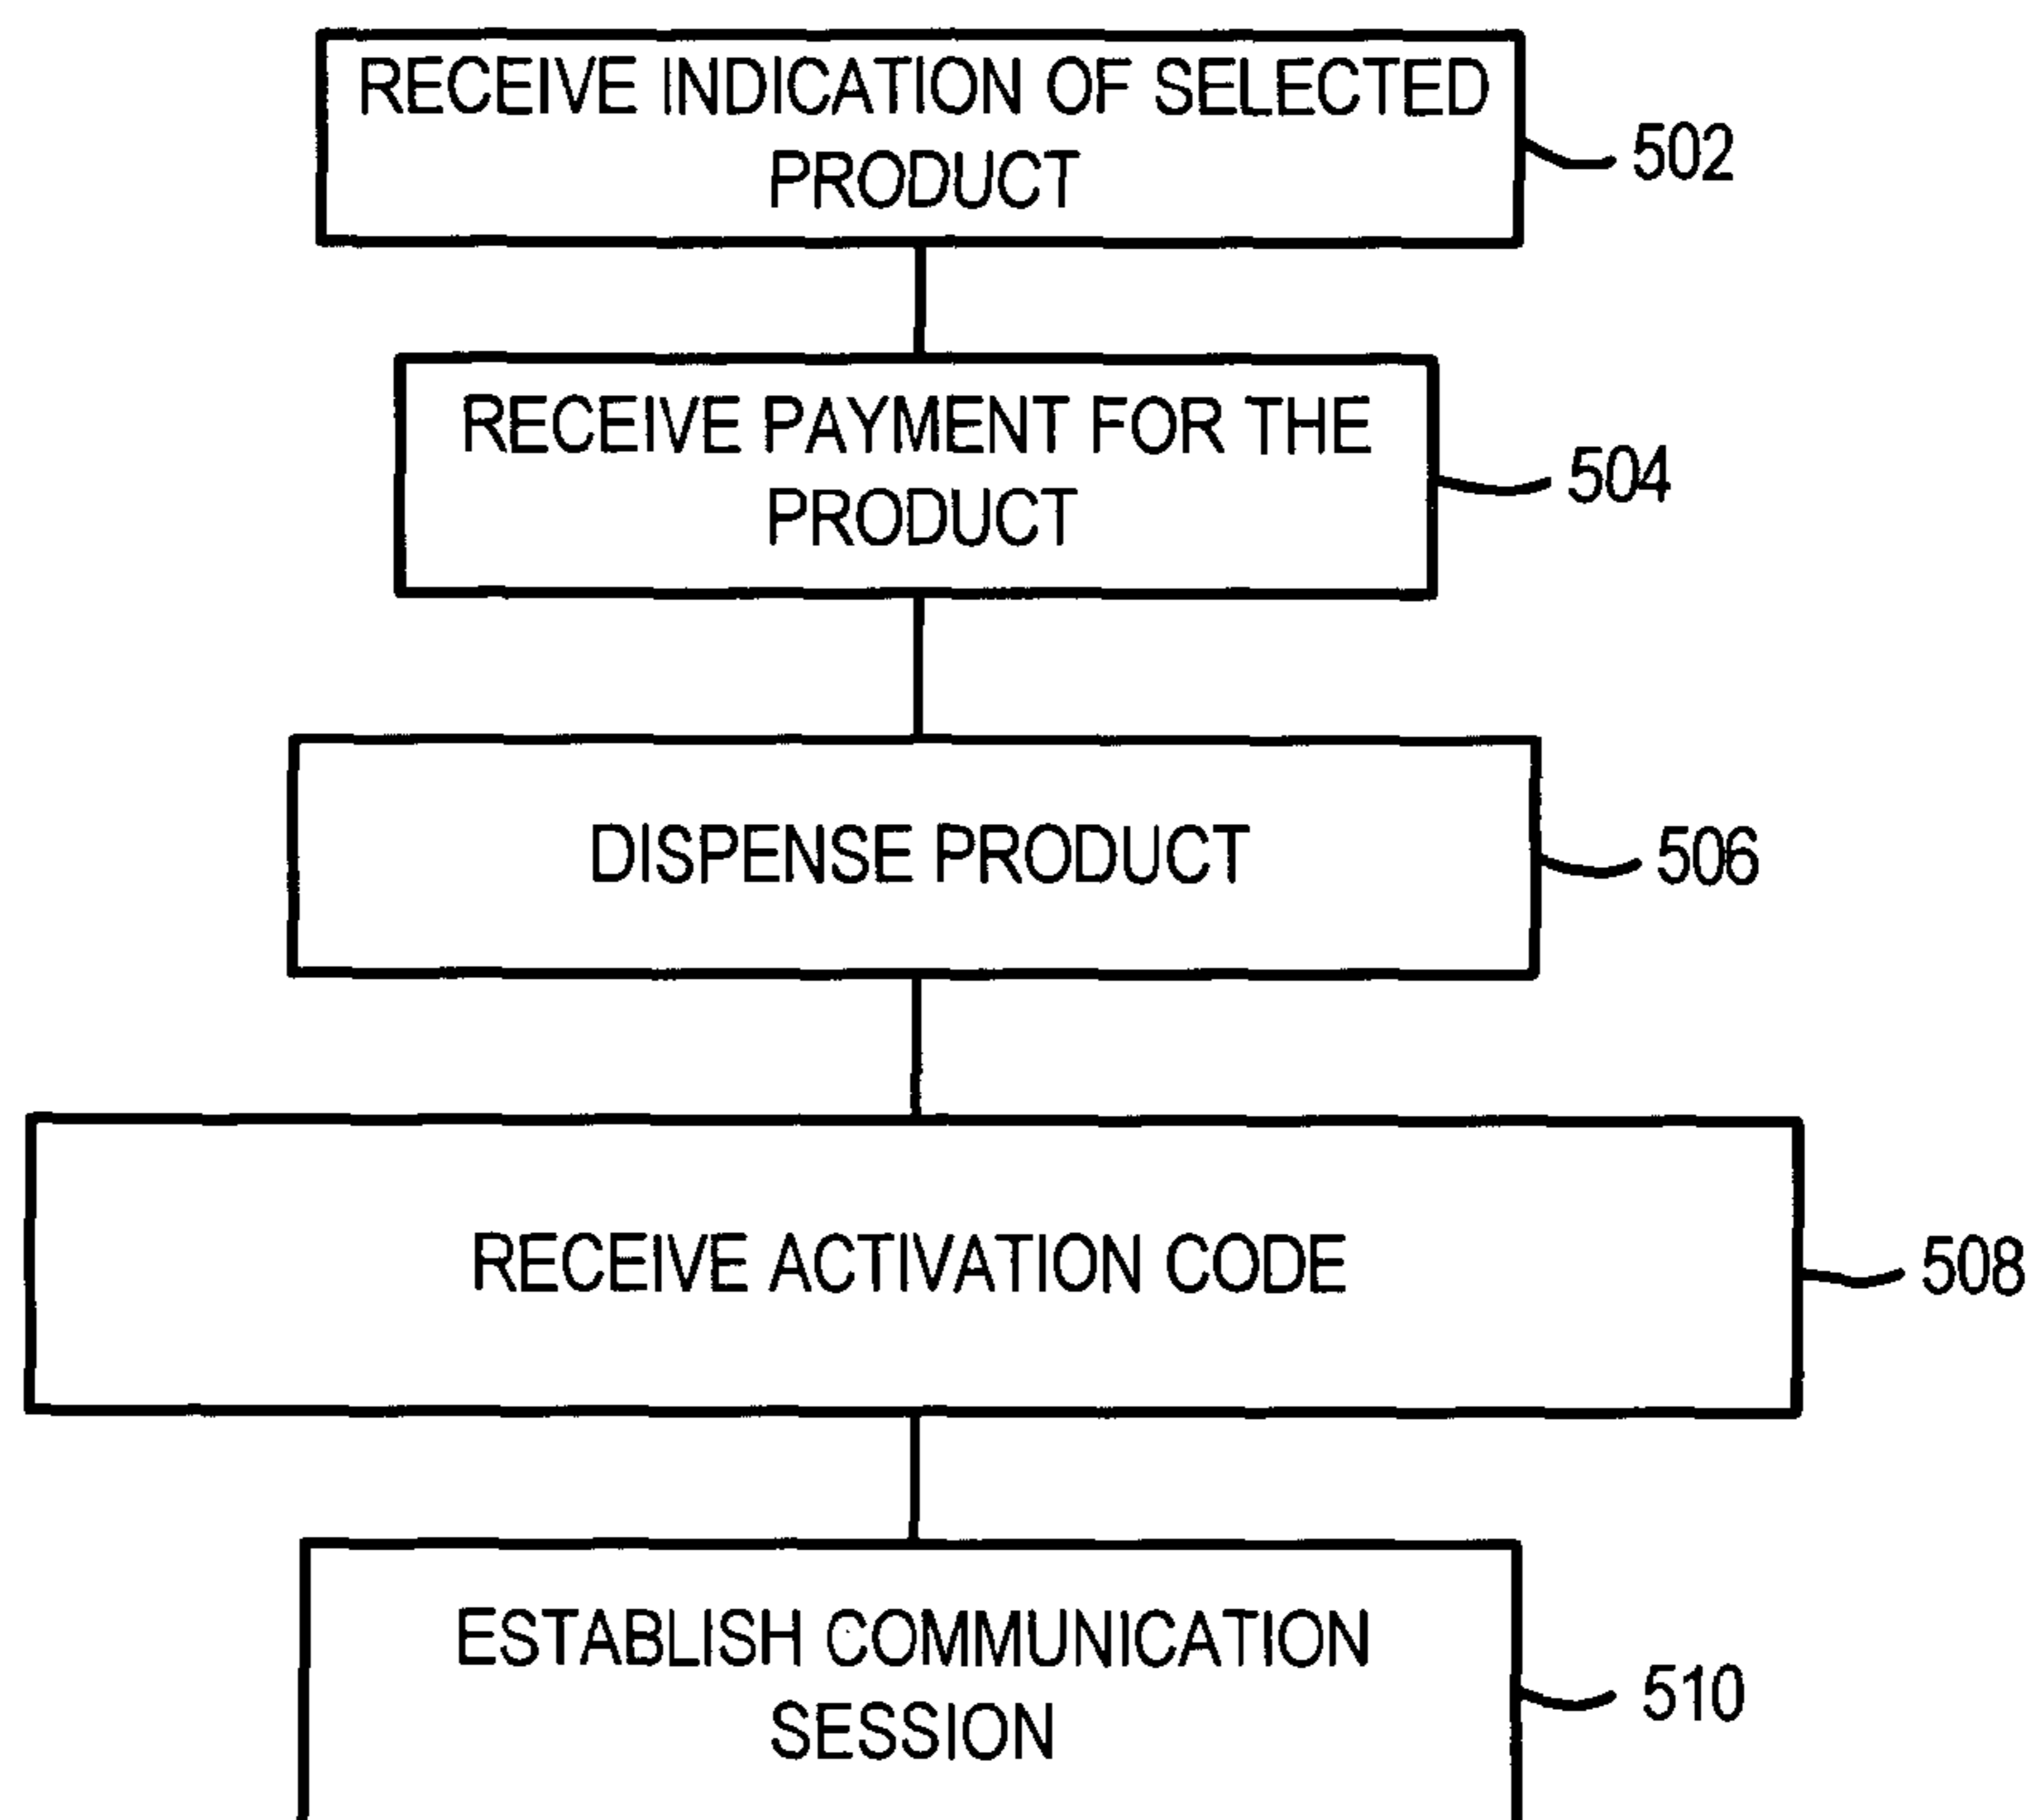 RECEIVE INDICATION OF SELECTED
PRODUCT
502
RECEIVE PAYMENT FOR THE
PRODUCT
504
DISPENSE PRODUCT
506
RECEIVE ACTIVATION CODE
508
ESTABLISH COMMUNICATION
SESSION
510